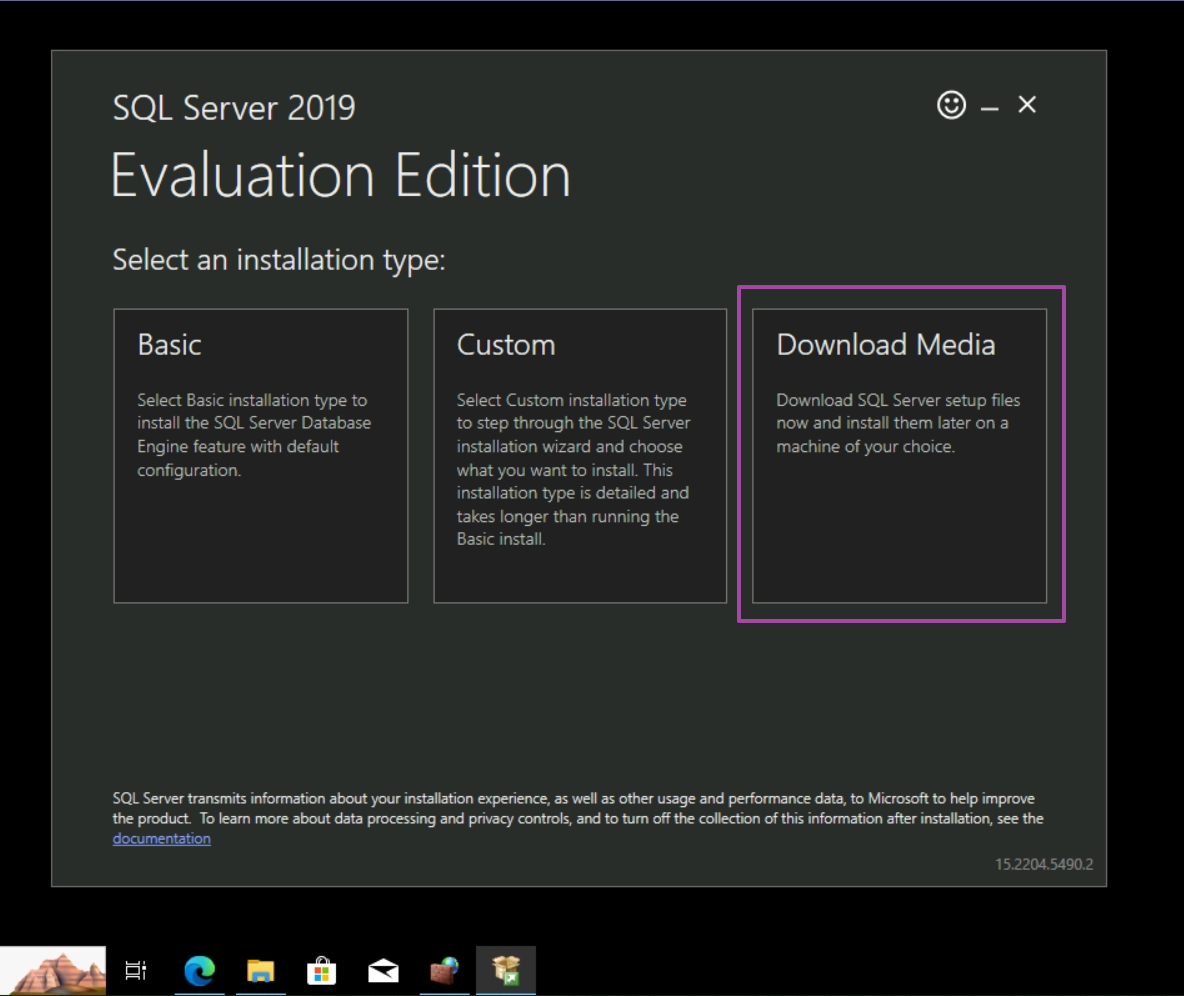 SQL Server 2019
Evaluation Edition
Select an installation type:
Basic
Select Basic installation type to
install the SQL Server Database
Engine feature with default
configuration.
Custom
Select Custom installation type
to step through the SQL Server
installation wizard and choose
what you want to install. This
installation type is detailed and
takes longer than running the
Basic install.
Download Media
Download SQL Server setup files
now and install them later on a
machine of your choice.
SQL Server transmits information about your installation experience, as well as other usage and performance data, to Microsoft to help improve
the product.  To learn more about data processing and privacy controls, and to turn off the collection of this information after installation, see the
documentation
15.2204.5490.2